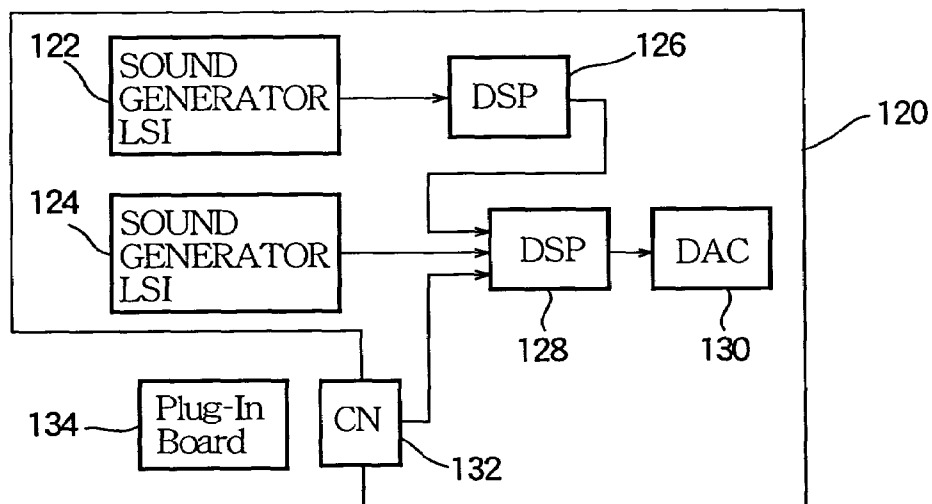 122
SOUND
GENERATOR
LSI
DSP
126
120
124
SOUND
GENERATOR
LSI
DSP
DAC
128
130
134
Plug-In
Board
CN
132